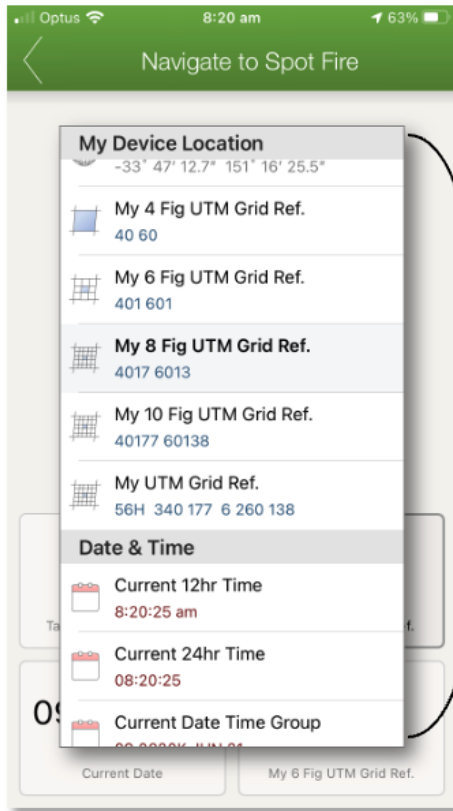 Optus 8:20 am 63%
Navigate to Spot Fire
My Device Location
-33° 47' 12.7" 151° 16' 25.5"
My 4 Fig UTM Grid Ref.
40 60
My 6 Fig UTM Grid Ref.
401 601
My 8 Fig UTM Grid Ref.
4017 6013
My 10 Fig UTM Grid Ref.
40177 60138
My UTM Grid Ref.
56H 340 177 6 260 138
Date & Time
Current 12hr Time
8:20:25 am
Current 24hr Time
08:20:25
Current Date Time Group
Ta
f.
09
Current Date
My 6 Fig UTM Grid Ref.